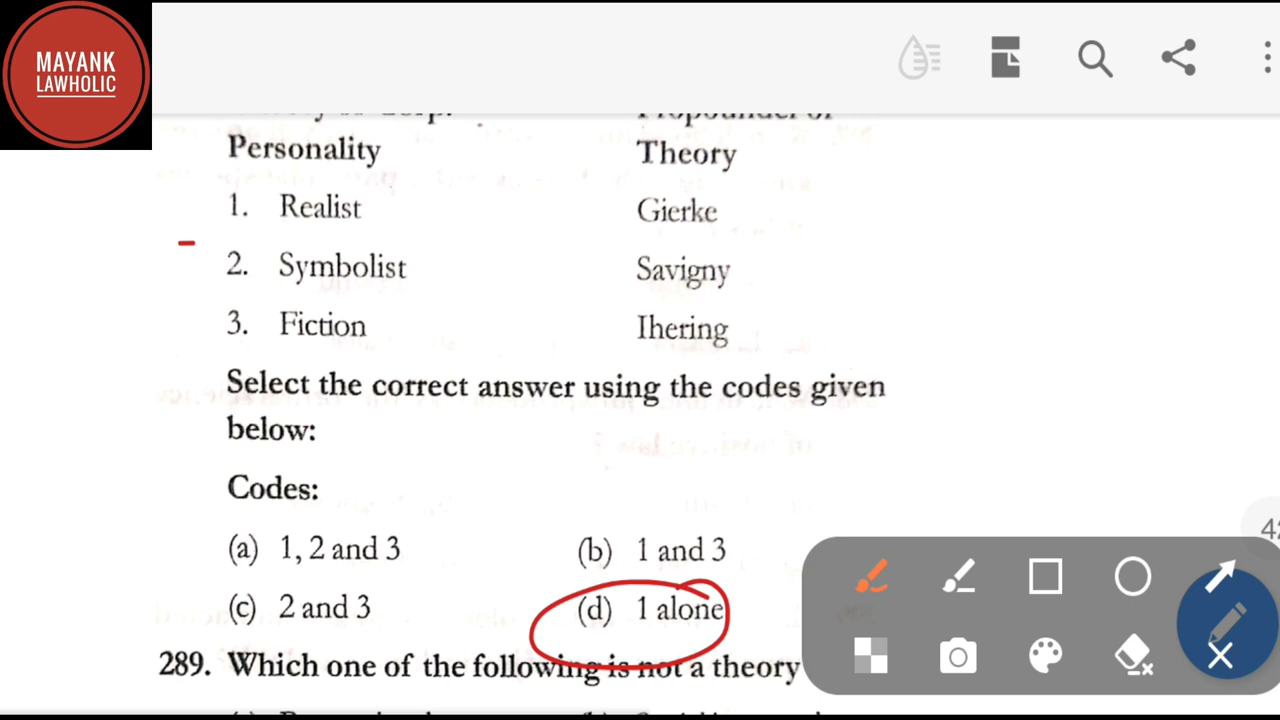 MAYANK
LAWHOLIC
Personality Theory
1. Realist Gierke
2. Symbolist Savigny
3. Fiction Ihering
Select the correct answer using the codes given
below:
Codes:
(a) 1, 2 and 3 (b) 1 and 3
(c) 2 and 3 (d) 1 alone
289. Which one of the following is not a theory